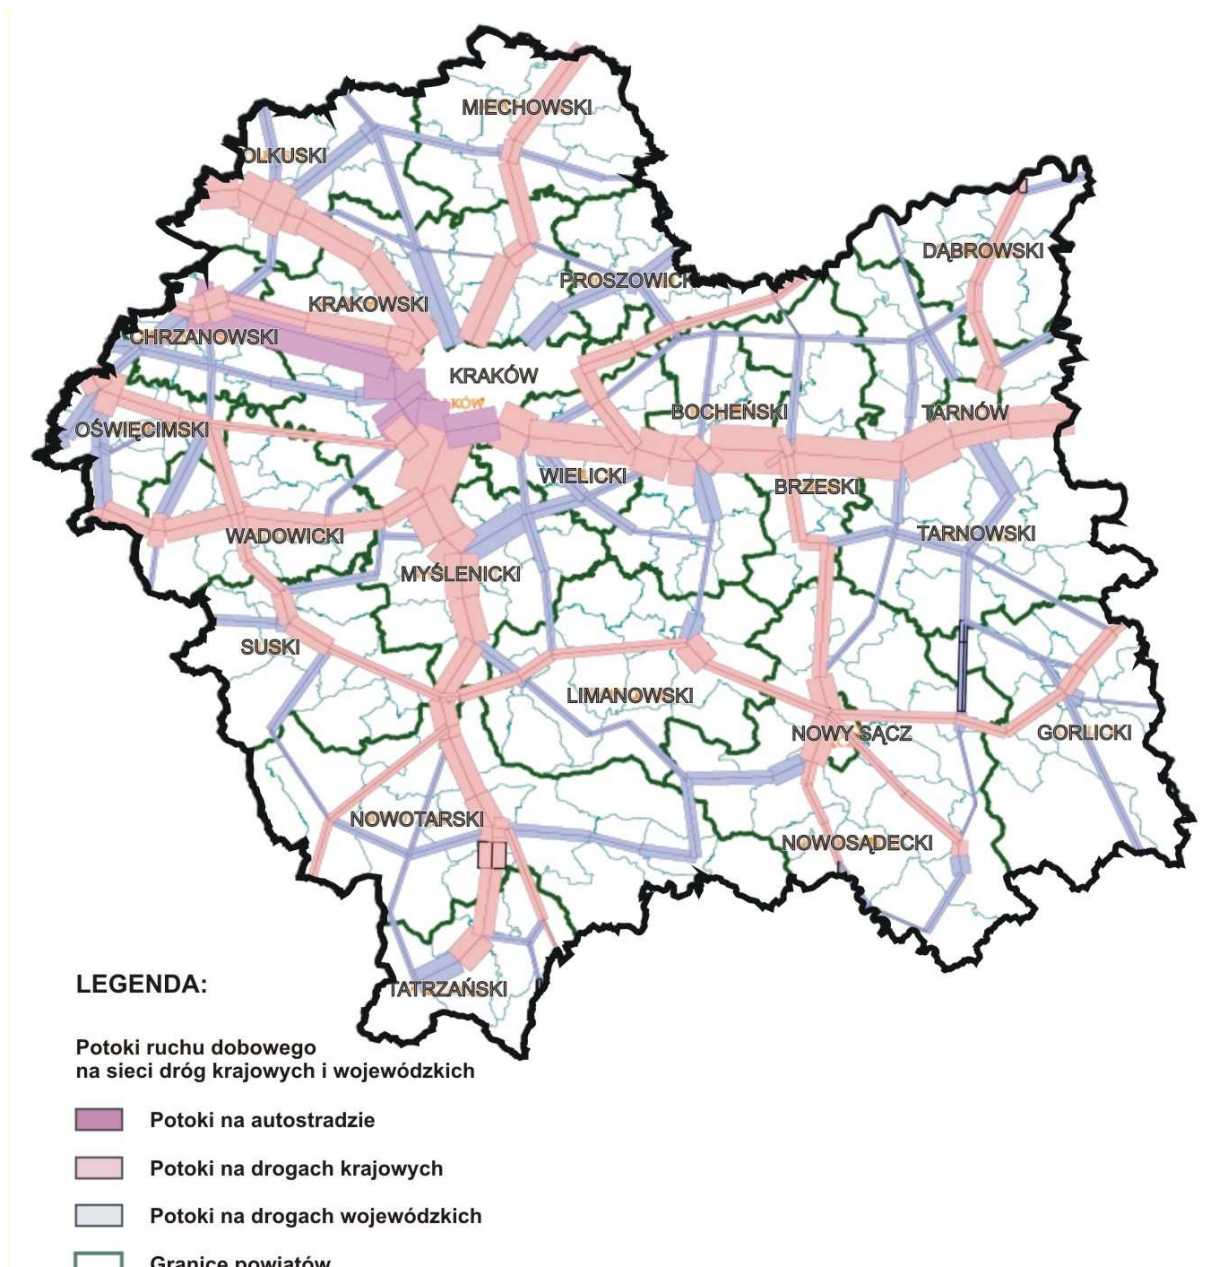 MIECHOWSKI
OLKUSKI
DĄBROWSKI
PROSZOWICK
KRAKOWSKI
CHRZANOWSKI
KRAKÓW
KÓW
BOCHEŃSKI
TARNÓW
OŚWIĘCIMSKI
WIELICKI
BRZESKI
WADOWICKI
TARNOWSKI
MYŚLENICKI
SUSKI
LIMANOWSKI
NOWY SĄCZ
GORLICKI
NOWOTARSKI
NOWOSĄDECKI
TATRZAŃSKI
LEGENDA:
Potoki ruchu dobowego
na sieci dróg krajowych i wojewódzkich
Potoki na autostradzie
Potoki na drogach krajowych
Potoki na drogach wojewódzkich
Granice powiatów